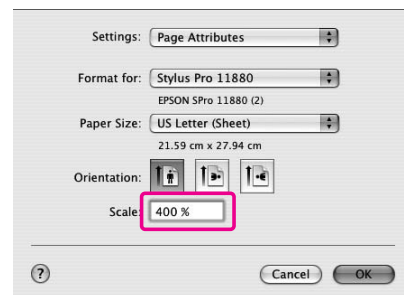 Settings: Page Attributes
Format for: Stylus Pro 11880
EPSON SPro 11880 (2)
Paper Size: US Letter (Sheet)
21.59 cm x 27.94 cm
Orientation:
Scale: 400 %
? Cancel OK